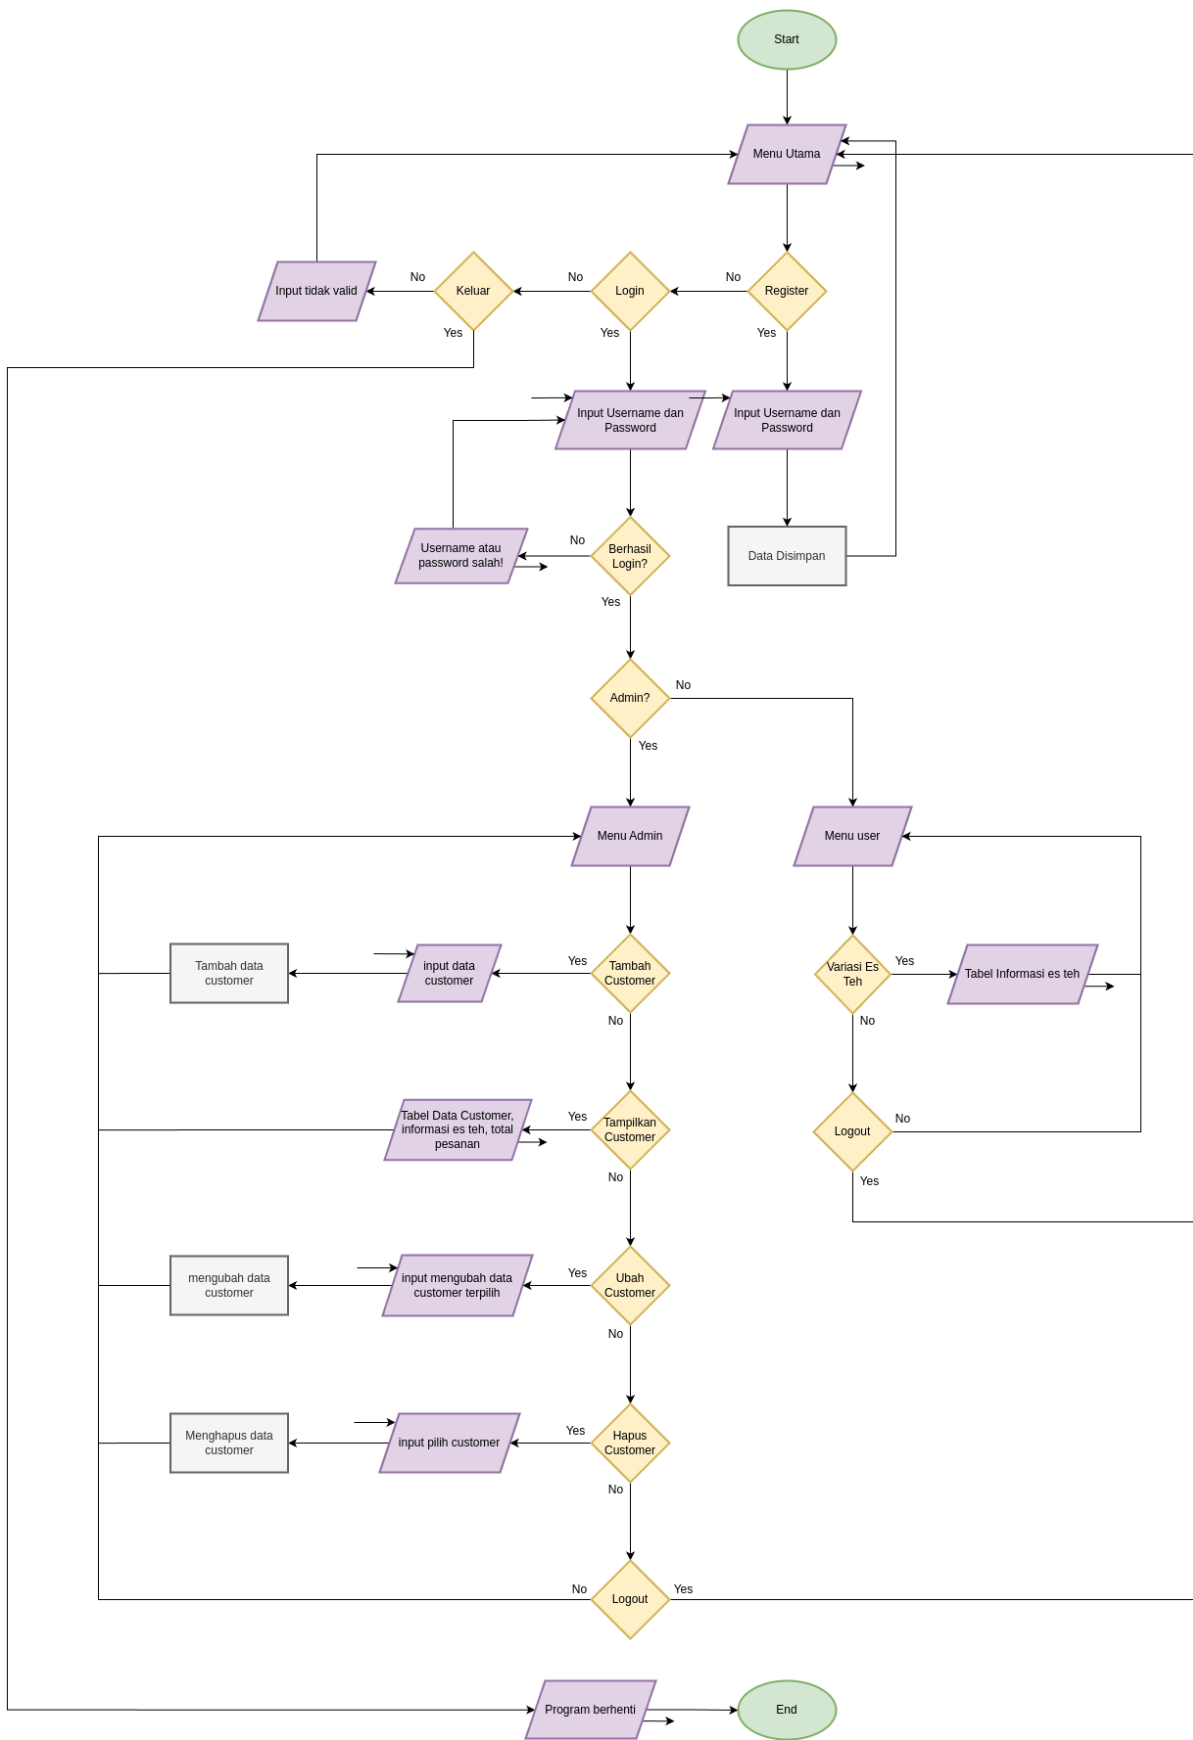 Start
Menu Utama
No
No
No
Input tidak valid
Keluar
Login
Register
Yes
Yes
Yes
Input Username dan
Password
Input Username dan
Password
Username atau
password salah!
No
Berhasil
Login?
Data Disimpan
Yes
Admin?
No
Yes
Menu Admin
Menu user
Tambah data
customer
input data
customer
Yes
Tambah
Customer
No
Variasi Es
Teh
Yes
Tabel Informasi es teh
No
Tabel Data Customer,
informasi es teh, total
pesanan
Yes
Tampilkan
Customer
No
Logout
No
Yes
mengubah data
customer
input mengubah data
customer terpilih
Yes
Ubah
Customer
No
Menghapus data
customer
input pilih customer
Yes
Hapus
Customer
No
No
Logout
Yes
Program berhenti
End